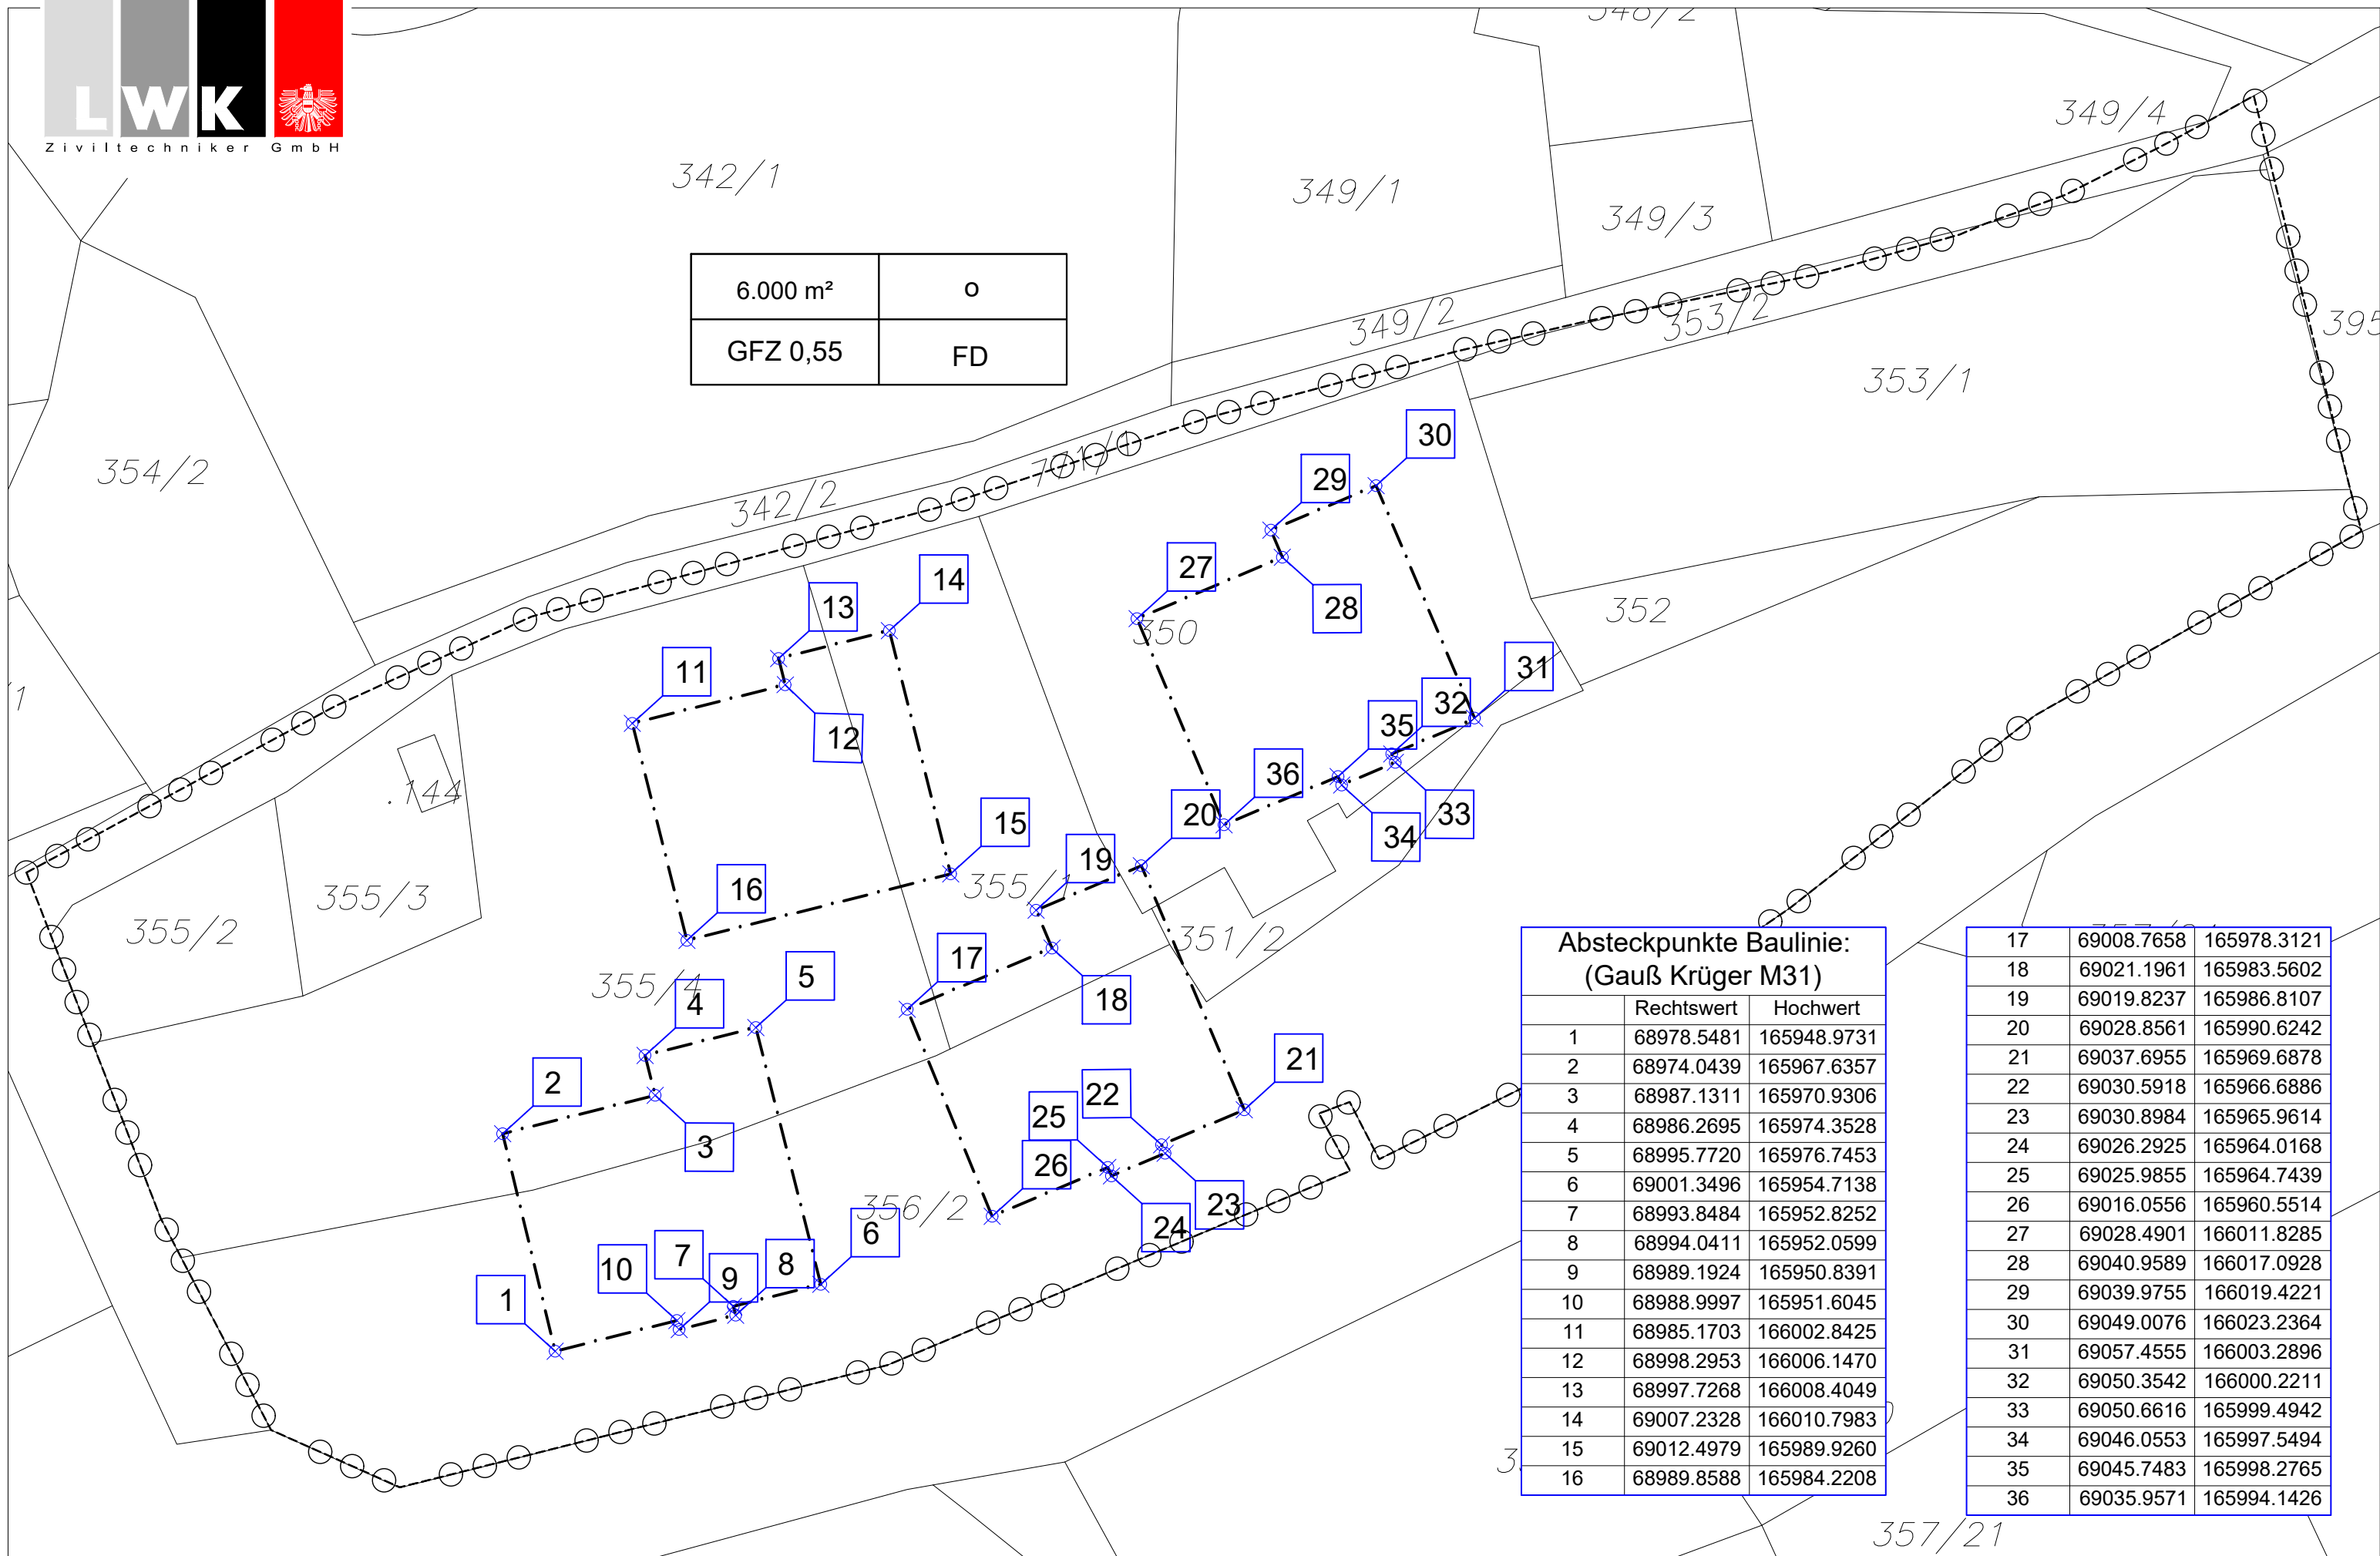 LWK
Ziviltechniker GmbH
349/4
342/1
349/1
349/3
6.000 m² o
GFZ 0,55 FD
349/2
353/2
353/1
354/2
342/2
771/1
350
352
.144
355/2
355/3
355/1
351/2
355/4
356/2
357/21
30
29
27
28
14
13
11
12
31
32
35
36
33
34
20
19
15
16
17
18
5
4
2
3
21
22
25
26
23
24
6
7
8
9
10
1
Absteckpunkte Baulinie:
(Gauß Krüger M31)
Rechtswert Hochwert
1 68978.5481 165948.9731
2 68974.0439 165967.6357
3 68987.1311 165970.9306
4 68986.2695 165974.3528
5 68995.7720 165976.7453
6 69001.3496 165954.7138
7 68993.8484 165952.8252
8 68994.0411 165952.0599
9 68989.1924 165950.8391
10 68988.9997 165951.6045
11 68985.1703 166002.8425
12 68998.2953 166006.1470
13 68997.7268 166008.4049
14 69007.2328 166010.7983
15 69012.4979 165989.9260
16 68989.8588 165984.2208
17 69008.7658 165978.3121
18 69021.1961 165983.5602
19 69019.8237 165986.8107
20 69028.8561 165990.6242
21 69037.6955 165969.6878
22 69030.5918 165966.6886
23 69030.8984 165965.9614
24 69026.2925 165964.0168
25 69025.9855 165964.7439
26 69016.0556 165960.5514
27 69028.4901 166011.8285
28 69040.9589 166017.0928
29 69039.9755 166019.4221
30 69049.0076 166023.2364
31 69057.4555 166003.2896
32 69050.3542 166000.2211
33 69050.6616 165999.4942
34 69046.0553 165997.5494
35 69045.7483 165998.2765
36 69035.9571 165994.1426